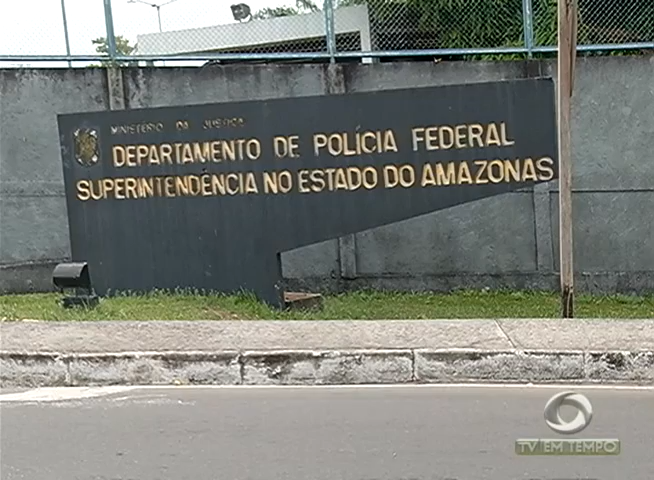 MINISTÉRIO DA JUSTIÇA
DEPARTAMENTO DE POLÍCIA FEDERAL
SUPERINTENDÊNCIA NO ESTADO DO AMAZONAS
TV EM TEMPO